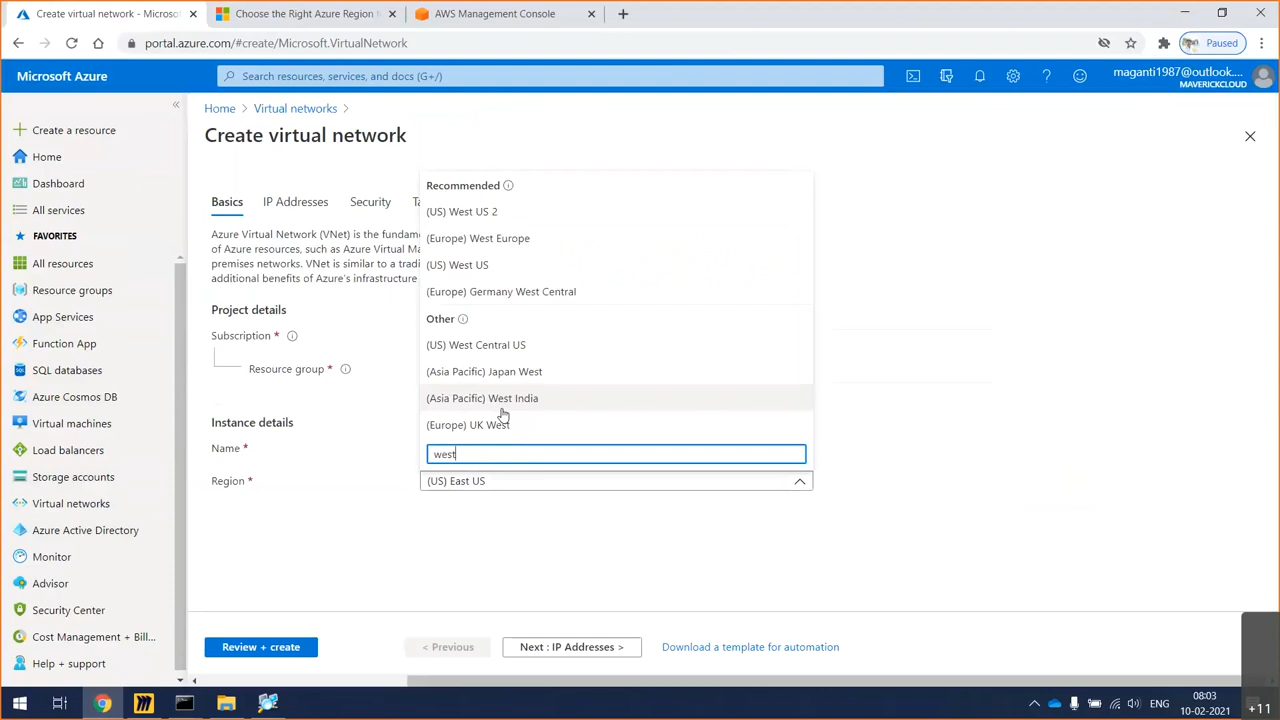 Create virtual network - Microsof
Choose the Right Azure Region f
AWS Management Console
portal.azure.com/#create/Microsoft.VirtualNetwork
Paused
Microsoft Azure
Search resources, services, and docs (G+/)
maganti1987@outlook....
MAVERICKCLOUD
Create a resource
Home
Dashboard
All services
FAVORITES
All resources
Resource groups
App Services
Function App
SQL databases
Azure Cosmos DB
Virtual machines
Load balancers
Storage accounts
Virtual networks
Azure Active Directory
Monitor
Advisor
Security Center
Cost Management + Bill...
Help + support
Home > Virtual networks >
Create virtual network
Basics IP Addresses Security Ta
Azure Virtual Network (VNet) is the fundam
of Azure resources, such as Azure Virtual Ma
premises networks. VNet is similar to a tradi
additional benefits of Azure's infrastructure
Project details
Subscription *
Resource group *
Instance details
Name *
Region *
Recommended
(US) West US 2
(Europe) West Europe
(US) West US
(Europe) Germany West Central
Other
(US) West Central US
(Asia Pacific) Japan West
(Asia Pacific) West India
(Europe) UK West
west
(US) East US
Review + create
< Previous
Next : IP Addresses >
Download a template for automation
ENG
08:03
10-02-2021
+11